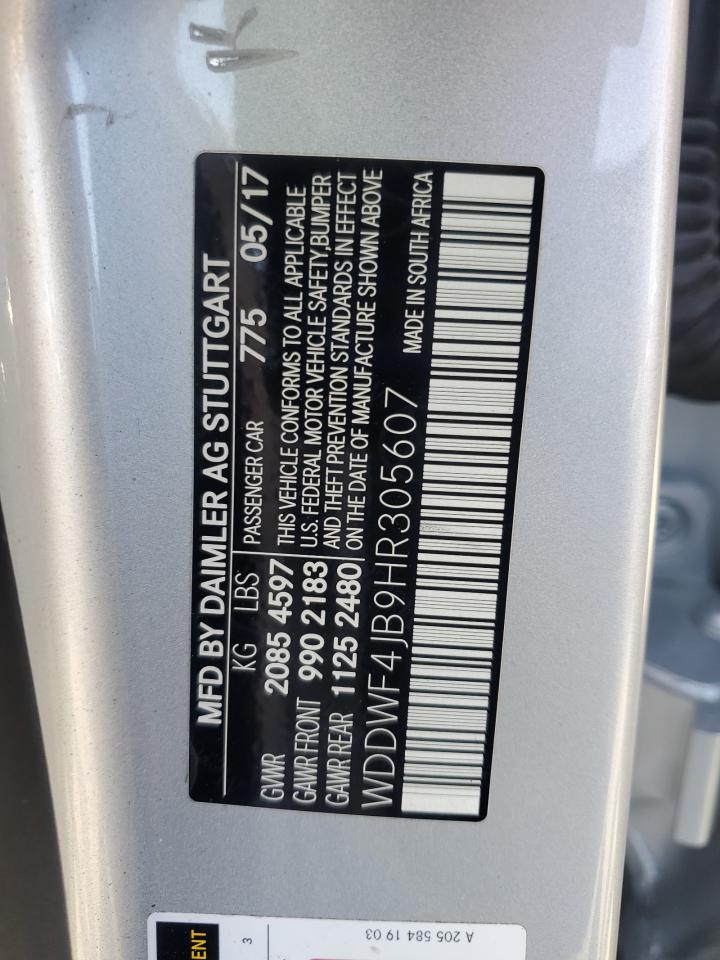 MFD BY DAIMLER AG STUTTGART
KG LBS PASSENGER CAR 775 05/17
GVWR 2085 4597 THIS VEHICLE CONFORMS TO ALL APPLICABLE
GAWR FRONT 990 2183 U.S. FEDERAL MOTOR VEHICLE SAFETY,BUMPER
GAWR REAR 1125 2480 AND THEFT PREVENTION STANDARDS IN EFFECT
ON THE DATE OF MANUFACTURE SHOWN ABOVE
WDDWF4JB9HR305607 MADE IN SOUTH AFRICA
3
A 205 584 19 03